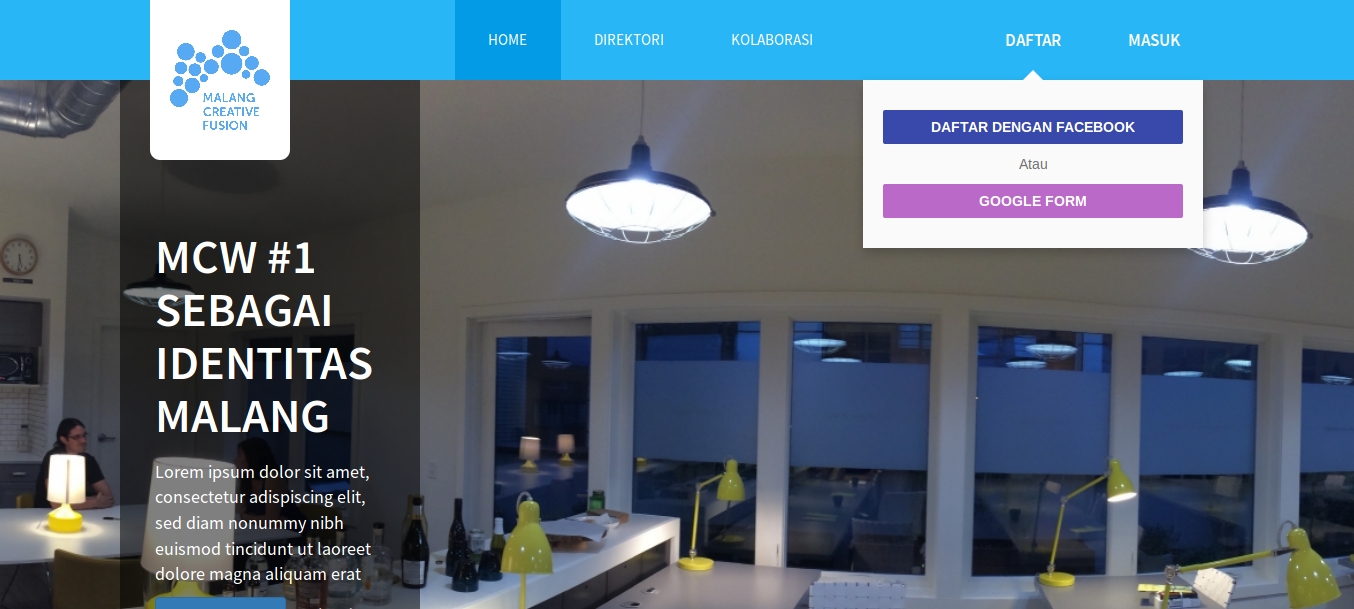 MALANG
CREATIVE
FUSION
HOME
DIREKTORI
KOLABORASI
DAFTAR
MASUK
DAFTAR DENGAN FACEBOOK
Atau
GOOGLE FORM
MCW #1
SEBAGAI
IDENTITAS
MALANG
Lorem ipsum dolor sit amet,
consectetur adispiscing elit,
sed diam nonummy nibh
euismod tincidunt ut laoreet
dolore magna aliquam erat